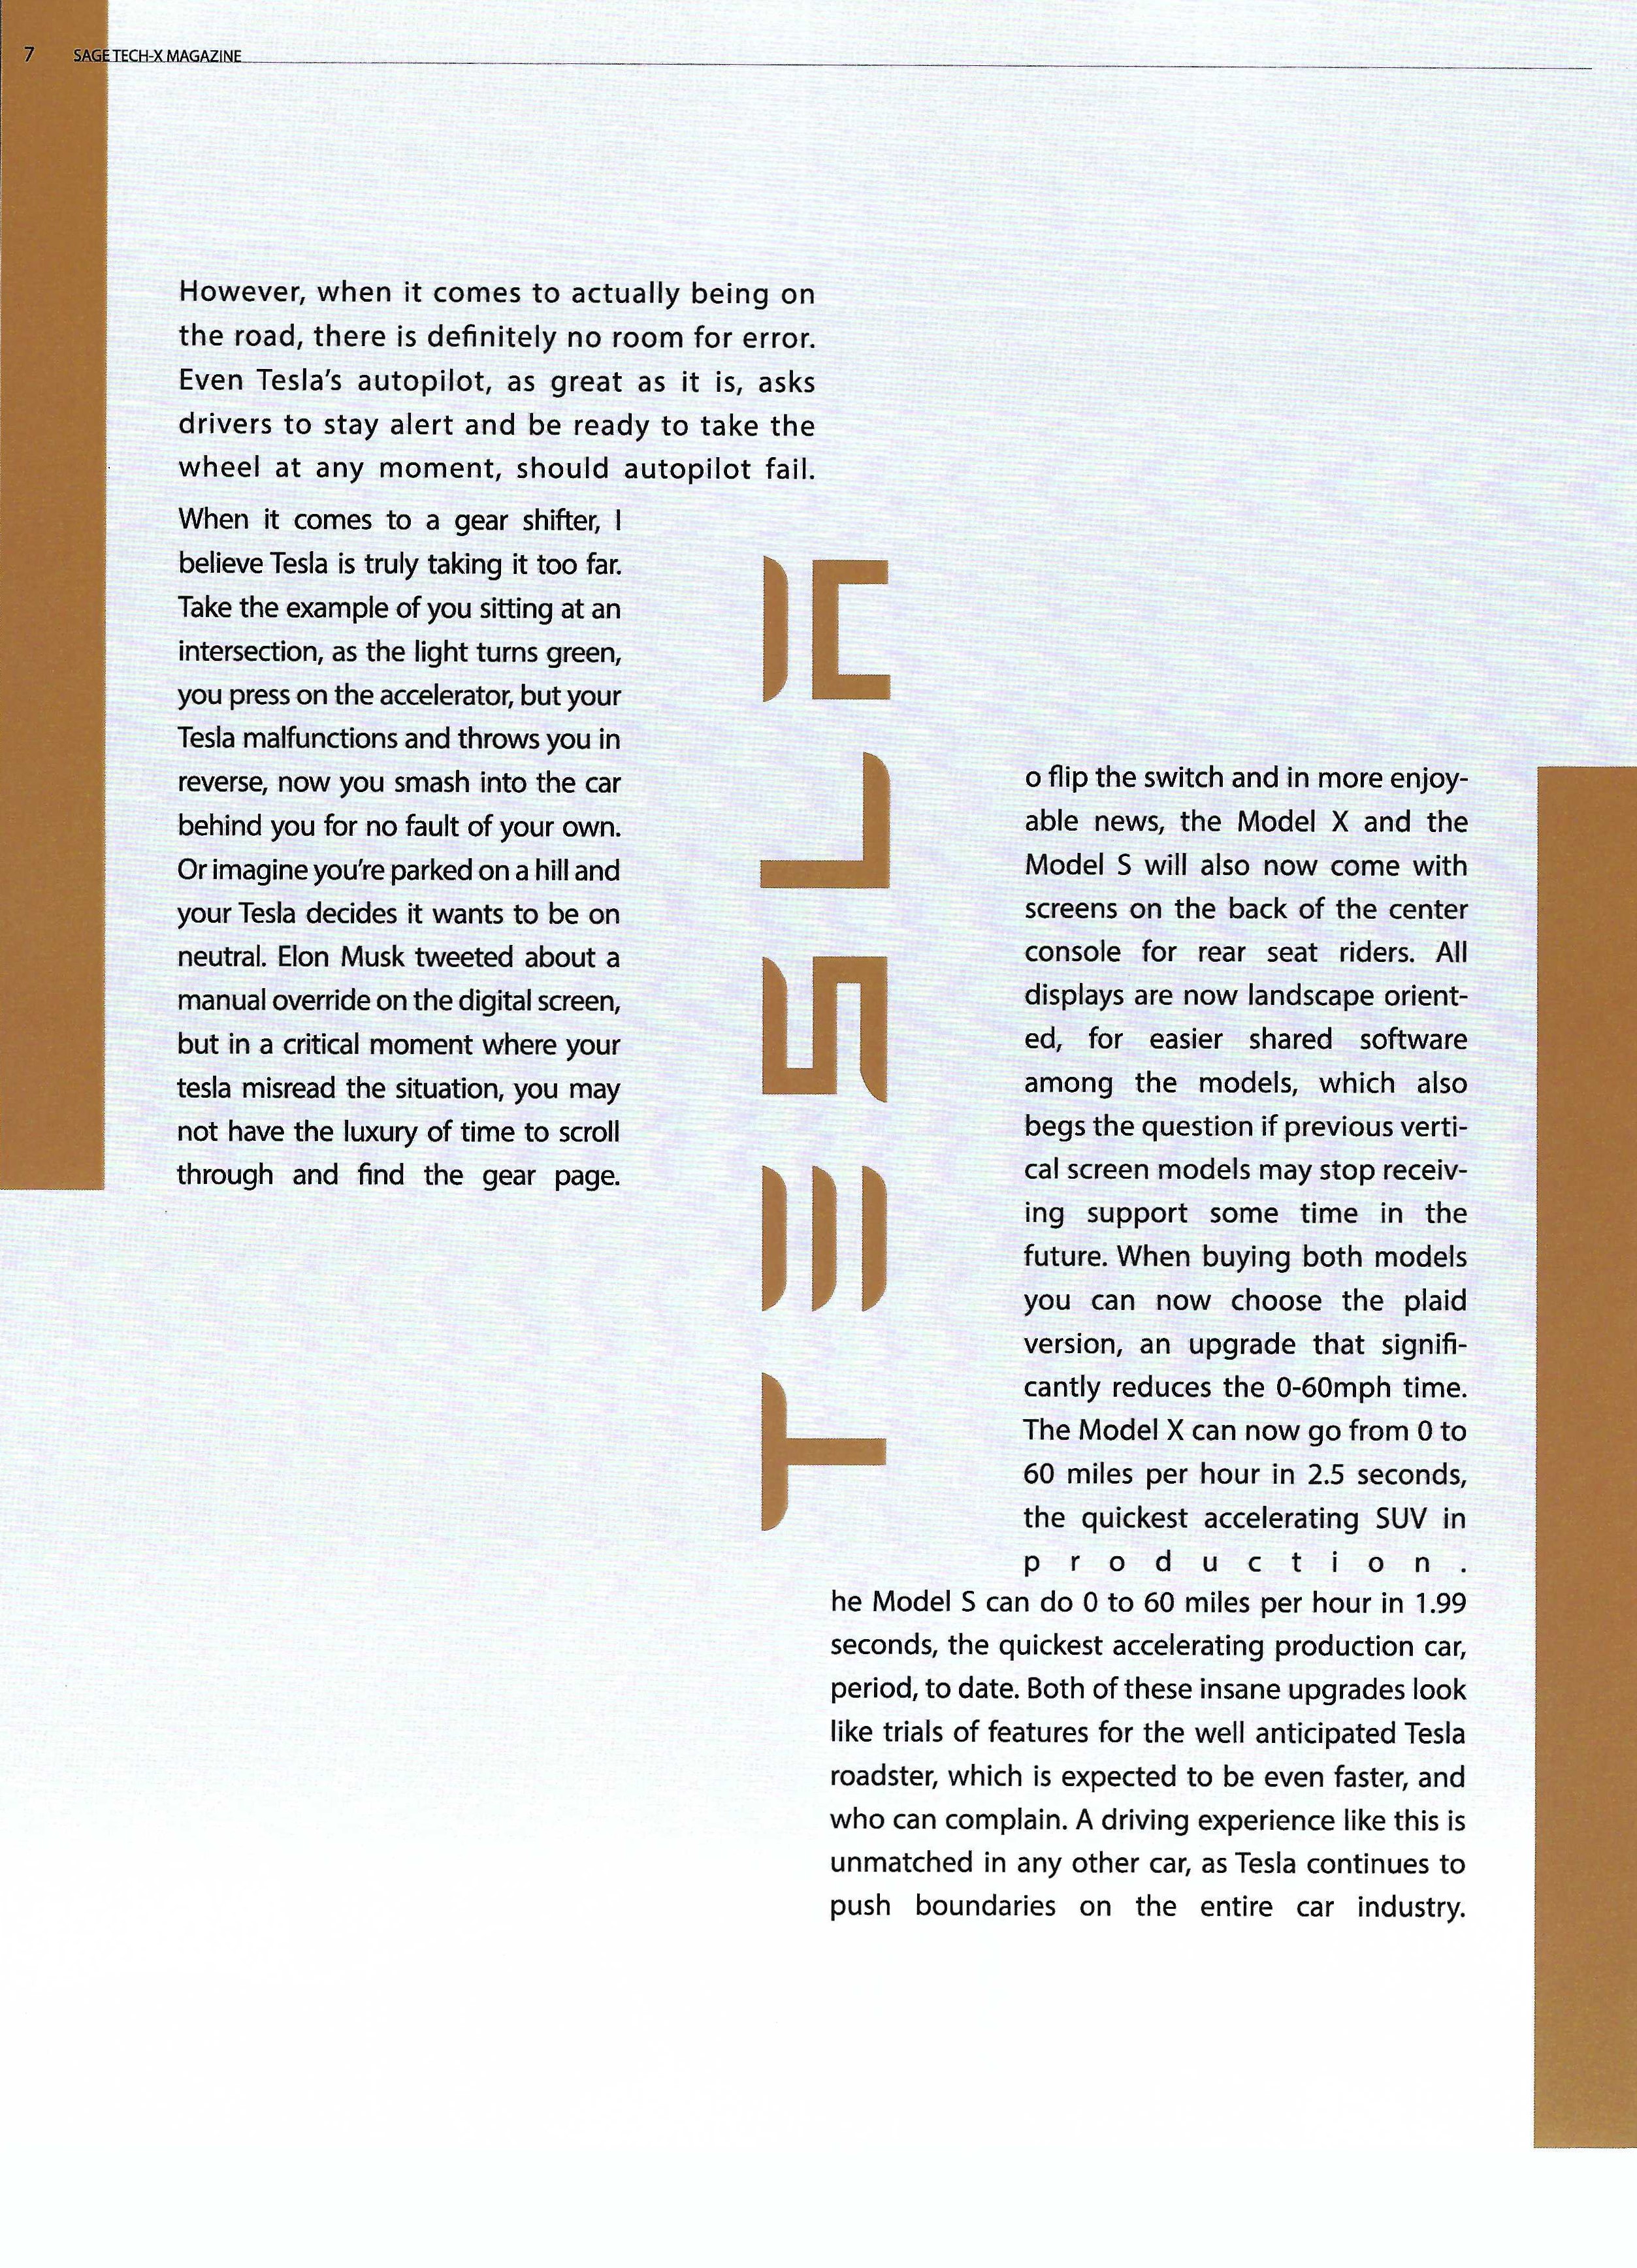 7 SAGE TECH-X MAGAZINE
However, when it comes to actually being on
the road, there is definitely no room for error.
Even Tesla's autopilot, as great as it is, asks
drivers to stay alert and be ready to take the
wheel at any moment, should autopilot fail.
When it comes to a gear shifter, I
believe Tesla is truly taking it too far.
Take the example of you sitting at an
intersection, as the light turns green,
you press on the accelerator, but your
Tesla malfunctions and throws you in
reverse, now you smash into the car
behind you for no fault of your own.
Or imagine you're parked on a hill and
your Tesla decides it wants to be on
neutral. Elon Musk tweeted about a
manual override on the digital screen,
but in a critical moment where your
tesla misread the situation, you may
not have the luxury of time to scroll
through and find the gear page.
TESLA
o flip the switch and in more enjoy-
able news, the Model X and the
Model S will also now come with
screens on the back of the center
console for rear seat riders. All
displays are now landscape orient-
ed, for easier shared software
among the models, which also
begs the question if previous verti-
cal screen models may stop receiv-
ing support some time in the
future. When buying both models
you can now choose the plaid
version, an upgrade that signifi-
cantly reduces the 0-60mph time.
The Model X can now go from 0 to
60 miles per hour in 2.5 seconds,
the quickest accelerating SUV in
production.
he Model S can do 0 to 60 miles per hour in 1.99
seconds, the quickest accelerating production car,
period, to date. Both of these insane upgrades look
like trials of features for the well anticipated Tesla
roadster, which is expected to be even faster, and
who can complain. A driving experience like this is
unmatched in any other car, as Tesla continues to
push boundaries on the entire car industry.